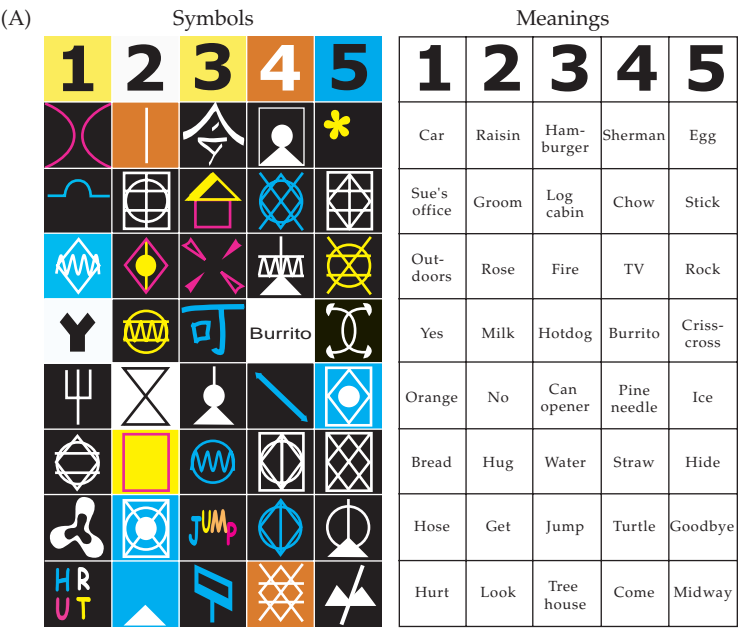 (A)
Symbols
1 2 3 4 5
令
*
Y
可
Burrito
JUMP
HR
UT
Meanings
1 2 3 4 5
Car
Raisin
Ham-
burger
Sherman
Egg
Sue's
office
Groom
Log
cabin
Chow
Stick
Out-
doors
Rose
Fire
TV
Rock
Yes
Milk
Hotdog
Burrito
Criss-
cross
Orange
No
Can
opener
Pine
needle
Ice
Bread
Hug
Water
Straw
Hide
Hose
Get
Jump
Turtle
Goodbye
Hurt
Look
Tree
house
Come
Midway